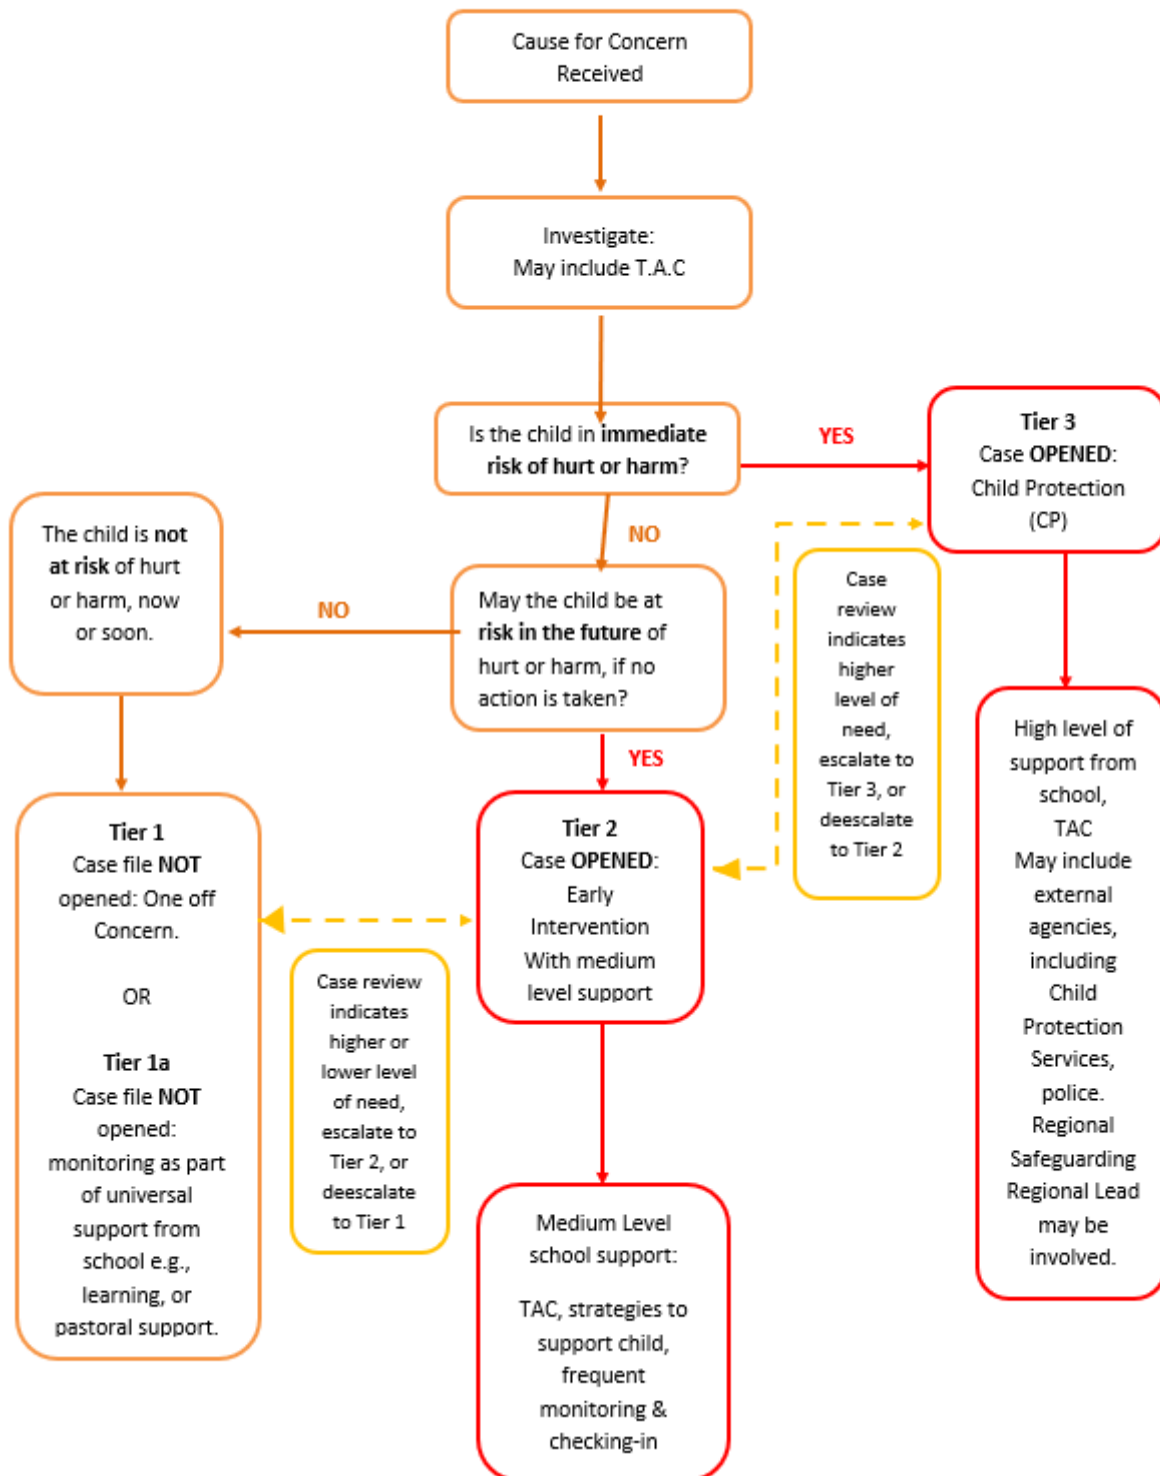 Cause for Concern
Received
Investigate:
May include T.A.C
Is the child in immediate
risk of hurt or harm?
YES
Tier 3
Case OPENED:
Child Protection
(CP)
NO
The child is not
at risk of hurt
or harm, now
or soon.
NO
May the child be at
risk in the future of
hurt or harm, if no
action is taken?
Case
review
indicates
higher
level of
need,
escalate to
Tier 3, or
deescalate
to Tier 2
YES
High level of
support from
school,
TAC
May include
external
agencies,
including
Child
Protection
Services,
police.
Regional
Safeguarding
Regional Lead
may be
involved.
Tier 1
Case file NOT
opened: One off
Concern.
OR
Tier 1a
Case file NOT
opened:
monitoring as part
of universal
support from
school e.g.,
learning, or
pastoral support.
Tier 2
Case OPENED:
Early
Intervention
With medium
level support
Case review
indicates
higher or
lower level
of need,
escalate to
Tier 2, or
deescalate
to Tier 1
Medium Level
school support:
TAC, strategies to
support child,
frequent
monitoring &
checking-in